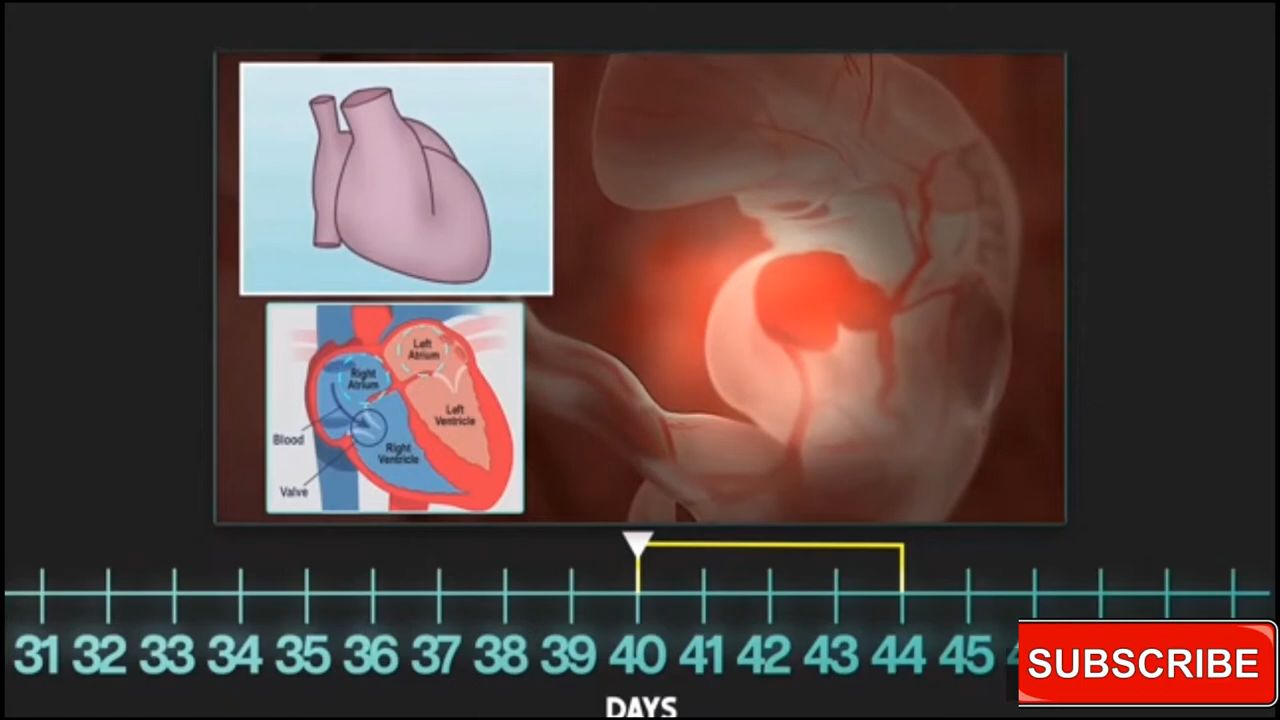 Left
Atrium
Right
Atrium
Left
Ventricle
Blood
Right
Ventricle
Valve
31 32 33 34 35 36 37 38 39 40 41 42 43 44 45
SUBSCRIBE
DAYS